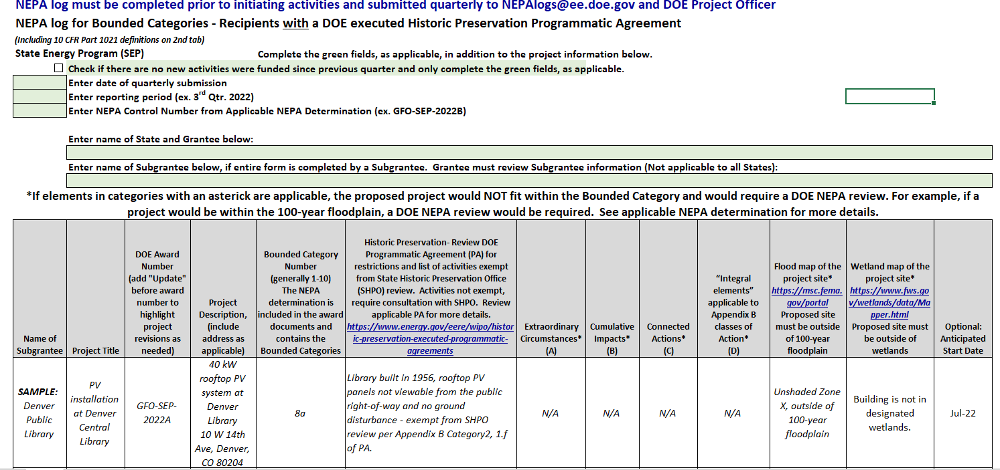 NEPA log must be completed prior to initiating activities and submitted quarterly to NEPAlogs@ee.doe.gov and DOE Project Officer
NEPA log for Bounded Categories - Recipients with a DOE executed Historic Preservation Programmatic Agreement
(Including 10 CFR Part 1021 definitions on 2nd tab)
State Energy Program (SEP)
Complete the green fields, as applicable, in addition to the project information below.
Check if there are no new activities were funded since previous quarter and only complete the green fields, as applicable.
Enter date of quarterly submission
Enter reporting period (ex. 3rd Qtr. 2022)
Enter NEPA Control Number from Applicable NEPA Determination (ex. GFO-SEP-2022B)
Enter name of State and Grantee below:
Enter name of Subgrantee below, if entire form is completed by a Subgrantee. Grantee must review Subgrantee information (Not applicable to all States):
*If elements in categories with an asterick are applicable, the proposed project would NOT fit within the Bounded Category and would require a DOE NEPA review. For example, if a
project would be within the 100-year floodplain, a DOE NEPA review would be required. See applicable NEPA determination for more details.
Name of
Subgrantee
Project Title
DOE Award
Number
(add "Update"
before award
number to
highlight
project
revisions as
needed)
Project
Description,
(include
address as
applicable)
Bounded Category
Number
(generally 1-10)
The NEPA
determination is
included in the award
documents and
contains the
Bounded Categories
Historic Preservation- Review DOE
Programmatic Agreement (PA) for
restrictions and list of activities exempt
from State Historic Preservation Office
(SHPO) review. Activities not exempt,
require consultation with SHPO. Review
applicable PA for more details.
https://www.energy.gov/eere/wipo/histor
ic-preservation-executed-programmatic-
agreements
Extraordinary
Circumstances*
(A)
Cumulative
Impacts*
(B)
Connected
Actions*
(C)
“Integral
elements”
applicable to
Appendix B
classes of
Action*
(D)
Flood map of the
project site*
https://msc.fema.
gov/portal
Proposed site
must be outside
of 100-year
floodplain
Wetland map of the
project site*
https://www.fws.go
v/wetlands/data/Ma
pper.html
Proposed site must
be outside of
wetlands
Optional:
Anticipated
Start Date
SAMPLE:
Denver
Public
Library
PV
installation
at Denver
Central
Library
GFO-SEP-
2022A
40 kW
rooftop PV
system at
Denver
Library
10 W 14th
Ave, Denver,
CO 80204
8a
Library built in 1956, rooftop PV
panels not viewable from the public
right-of-way and no ground
disturbance - exempt from SHPO
review per Appendix B Category2, 1.f
of PA.
N/A
N/A
N/A
N/A
Unshaded Zone
X, outside of
100-year
floodplain
Building is not in
designated
wetlands.
Jul-22